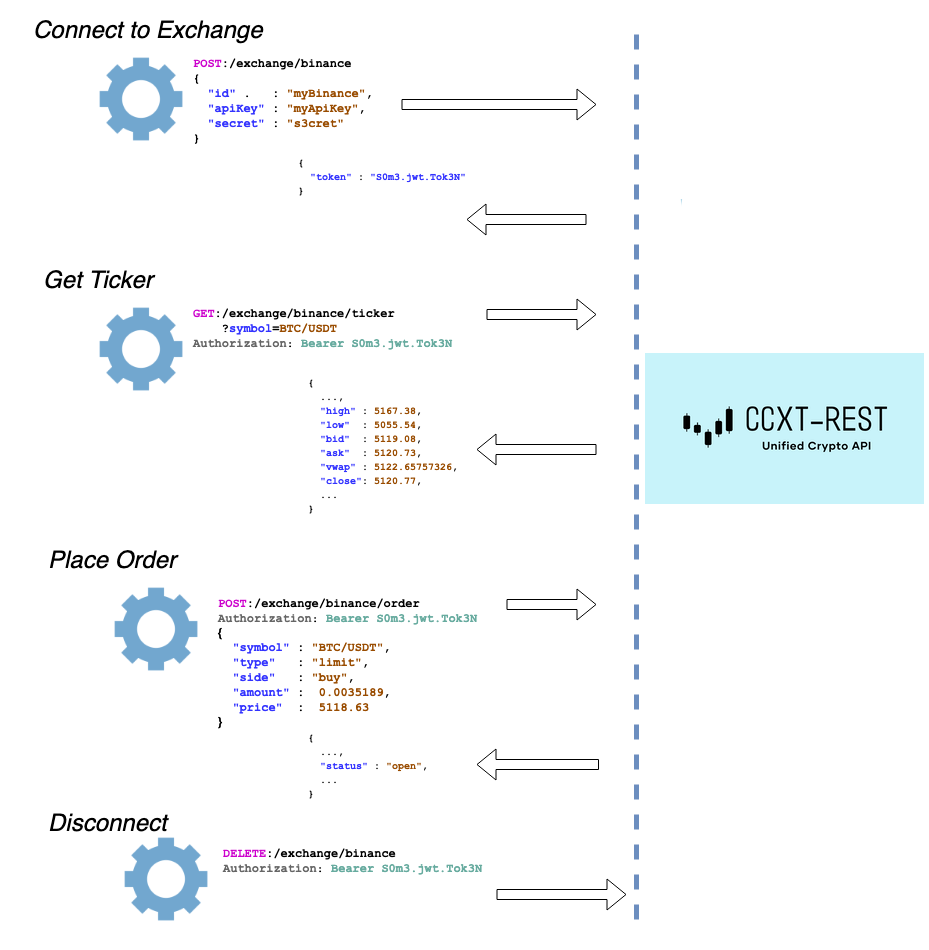 Connect to Exchange
POST:/exchange/binance
{
"id" .   : "myBinance",
"apiKey" : "myApiKey",
"secret" : "s3cret"
}
{
"token" : "S0m3.jwt.Tok3N"
}
Get Ticker
GET:/exchange/binance/ticker
?symbol=BTC/USDT
Authorization: Bearer S0m3.jwt.Tok3N
{
...,
"high" : 5167.38,
"low"  : 5055.54,
"bid"  : 5119.08,
"ask"  : 5120.73,
"vwap" : 5122.65757326,
"close": 5120.77,
...
}
CCXT-REST
Unified Crypto API
Place Order
POST:/exchange/binance/order
Authorization: Bearer S0m3.jwt.Tok3N
{
"symbol" : "BTC/USDT",
"type"   : "limit",
"side"   : "buy",
"amount" :  0.0035189,
"price"  :  5118.63
}
{
...,
"status" : "open",
...
}
Disconnect
DELETE:/exchange/binance
Authorization: Bearer S0m3.jwt.Tok3N